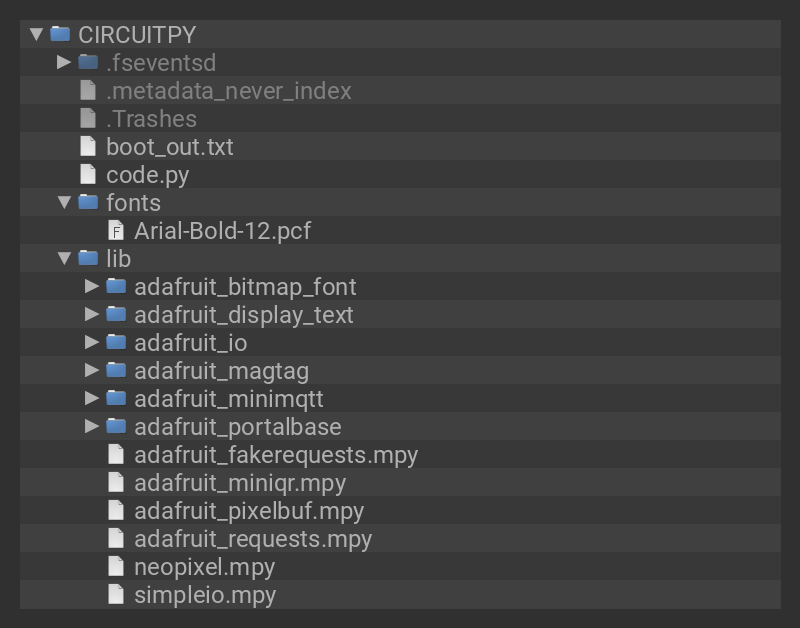 CIRCUITPY
.fseventsd
.metadata_never_index
.Trashes
boot_out.txt
code.py
fonts
F Arial-Bold-12.pcf
lib
adafruit_bitmap_font
adafruit_display_text
adafruit_io
adafruit_magtag
adafruit_minimqtt
adafruit_portalbase
adafruit_fakerequests.mpy
adafruit_miniqr.mpy
adafruit_pixelbuf.mpy
adafruit_requests.mpy
neopixel.mpy
simpleio.mpy